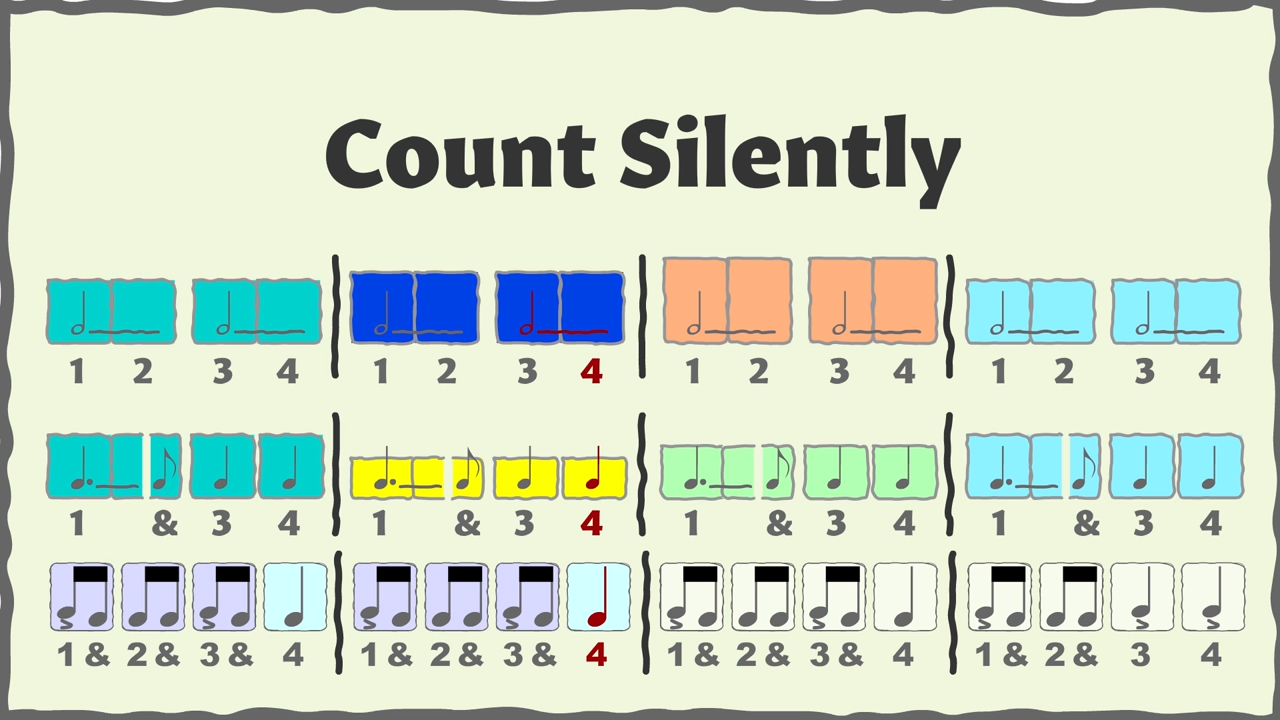 Count Silently
1 2 3 4 1 2 3 4 1 2 3 4 1 2 3 4
1 & 3 4 1 & 3 4 1 & 3 4 1 & 3 4
1 & 2 & 3 & 4 1 & 2 & 3 & 4 1 & 2 & 3 & 4 1 & 2 & 3 4